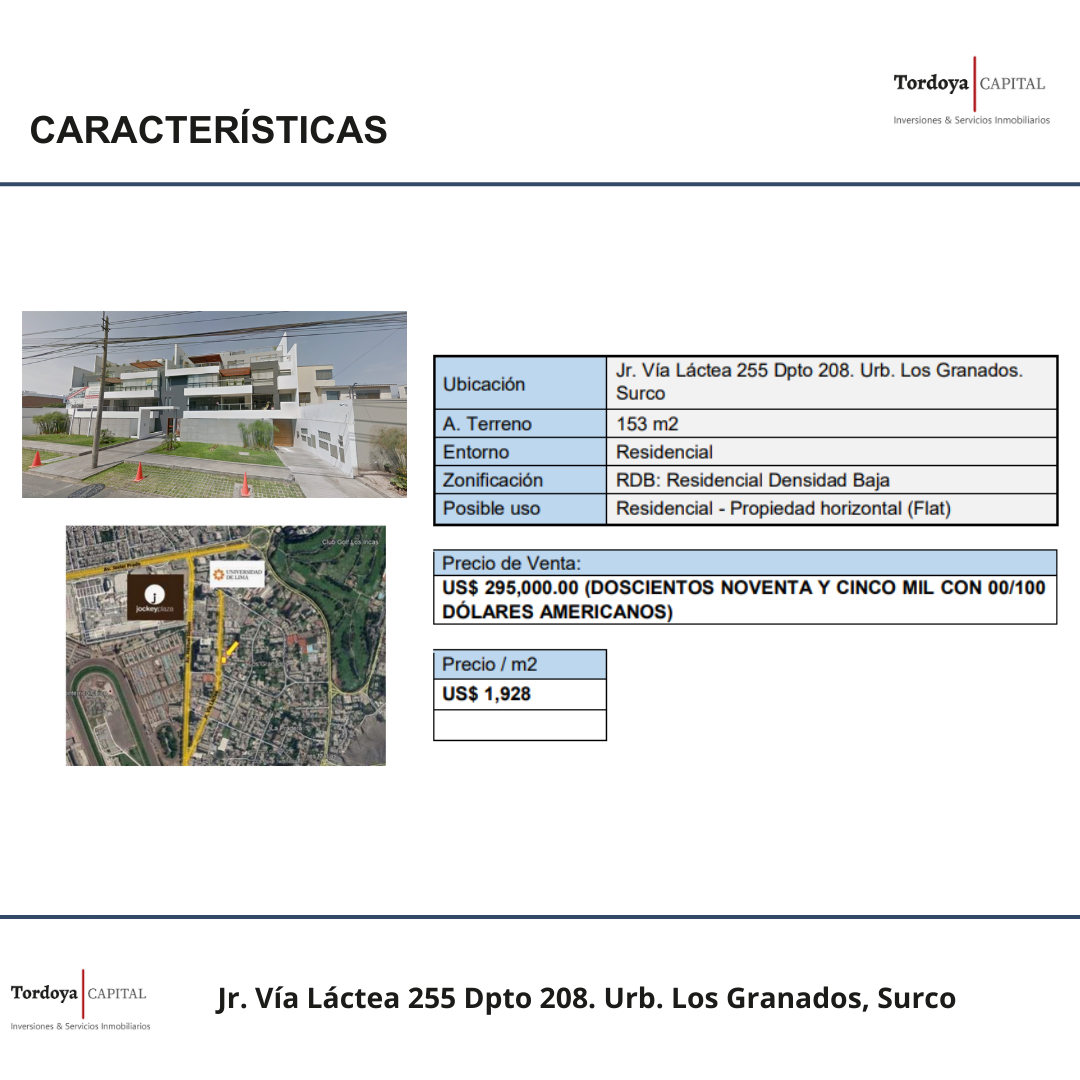 Tordoya CAPITAL
Inversiones & Servicios Inmobiliarios
CARACTERÍSTICAS
Ubicación
Jr. Vía Láctea 255 Dpto 208. Urb. Los Granados.
Surco
A. Terreno
153 m2
Entorno
Residencial
Zonificación
RDB: Residencial Densidad Baja
Posible uso
Residencial - Propiedad horizontal (Flat)
Club Golf Los Incas
Av. Javier Prado
UNIVERSIDAD
DE LIMA
j
jockeyplaza
Precio de Venta:
US$ 295,000.00 (DOSCIENTOS NOVENTA Y CINCO MIL CON 00/100
DÓLARES AMERICANOS)
Precio / m2
US$ 1,928
Tordoya CAPITAL
Inversiones & Servicios Inmobiliarios
Jr. Vía Láctea 255 Dpto 208. Urb. Los Granados, Surco